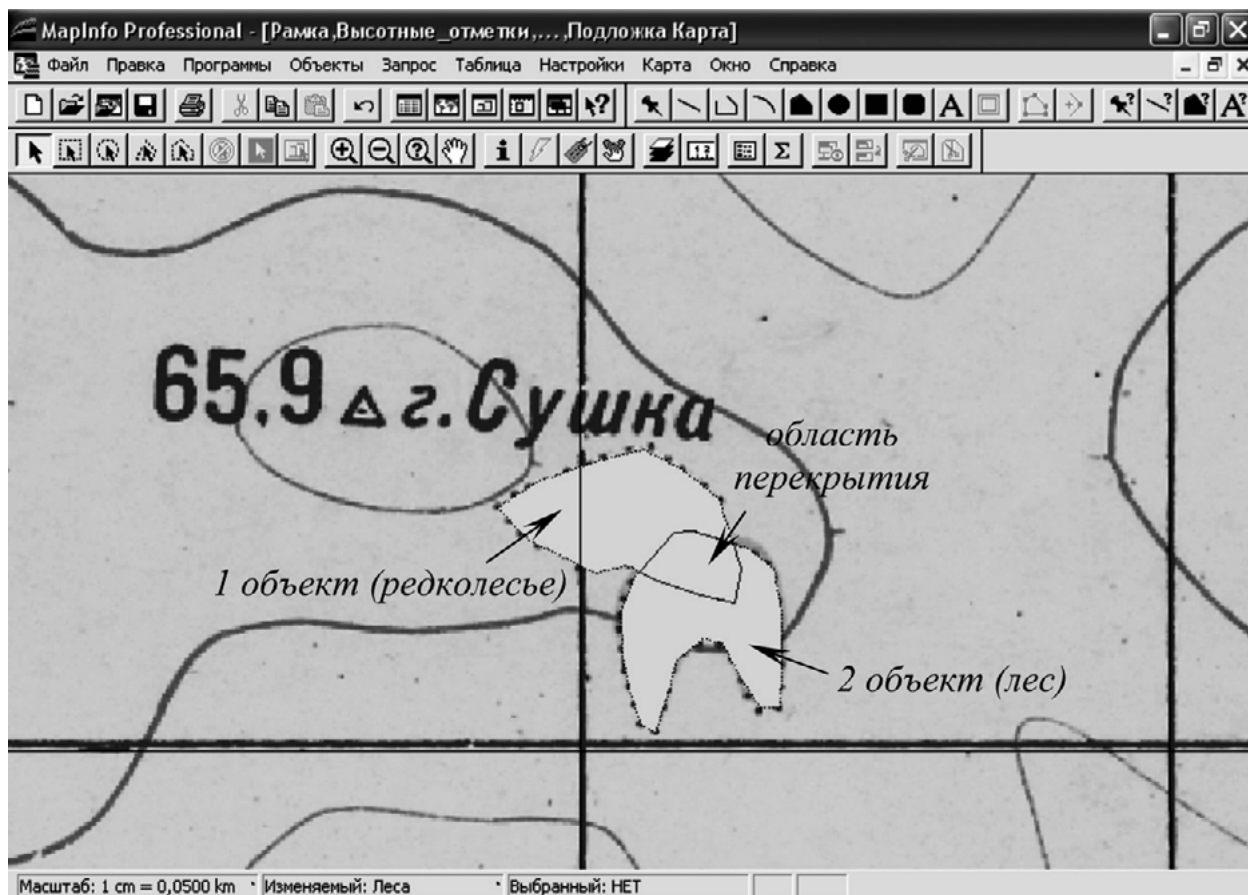 MapInfo Professional - [Рамка,Высотные_отметки,...,Подложка Карта]
Файл Правка Программы Объекты Запрос Таблица Настройки Карта Окно Справка
65,9 г. Сушка
область
перекрытия
1 объект (редколесье)
2 объект (лес)
Масштаб: 1 cm = 0,0500 km Изменяемый: Леса Выбранный: НЕТ